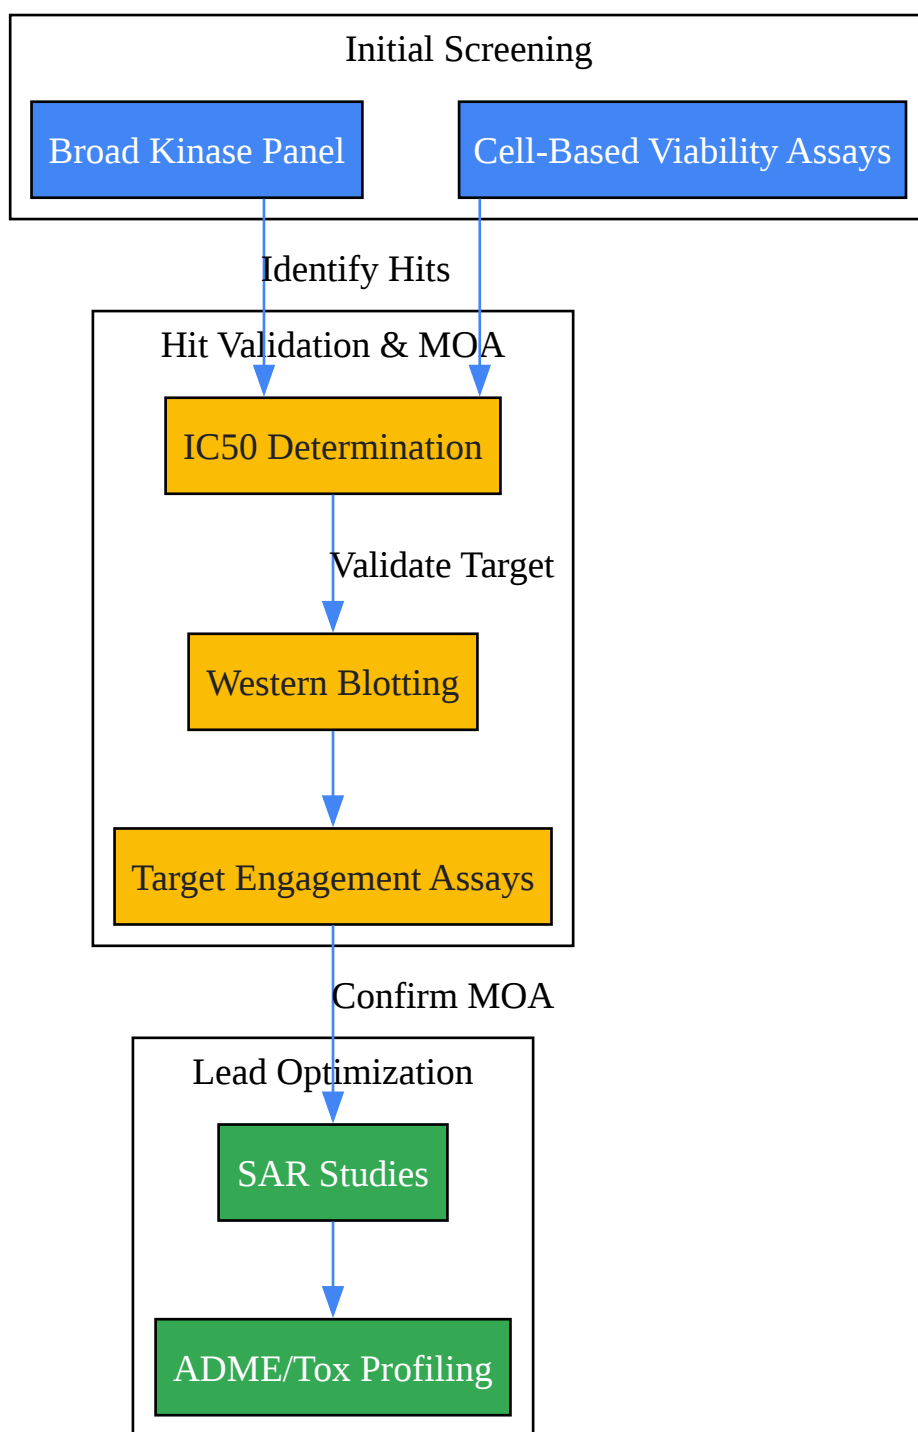 Initial Screening
Broad Kinase Panel
Cell-Based Viability Assays
Identify Hits
Hit Validation & MOA
IC50 Determination
Validate Target
Western Blotting
Target Engagement Assays
Confirm MOA
Lead Optimization
SAR Studies
ADME/Tox Profiling